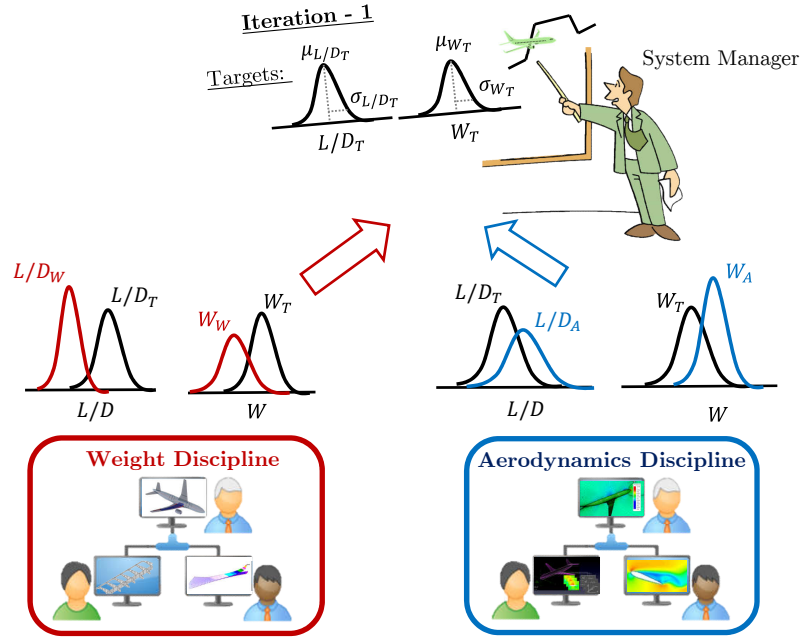 Iteration - 1
Targets:
μ_{L/D_T}
σ_{L/D_T}
L/D_T
μ_{W_T}
σ_{W_T}
W_T
System Manager
L/D_W
L/D_T
L/D
W_W
W_T
W
L/D_T
L/D_A
L/D
W_T
W_A
W
Weight Discipline
Aerodynamics Discipline